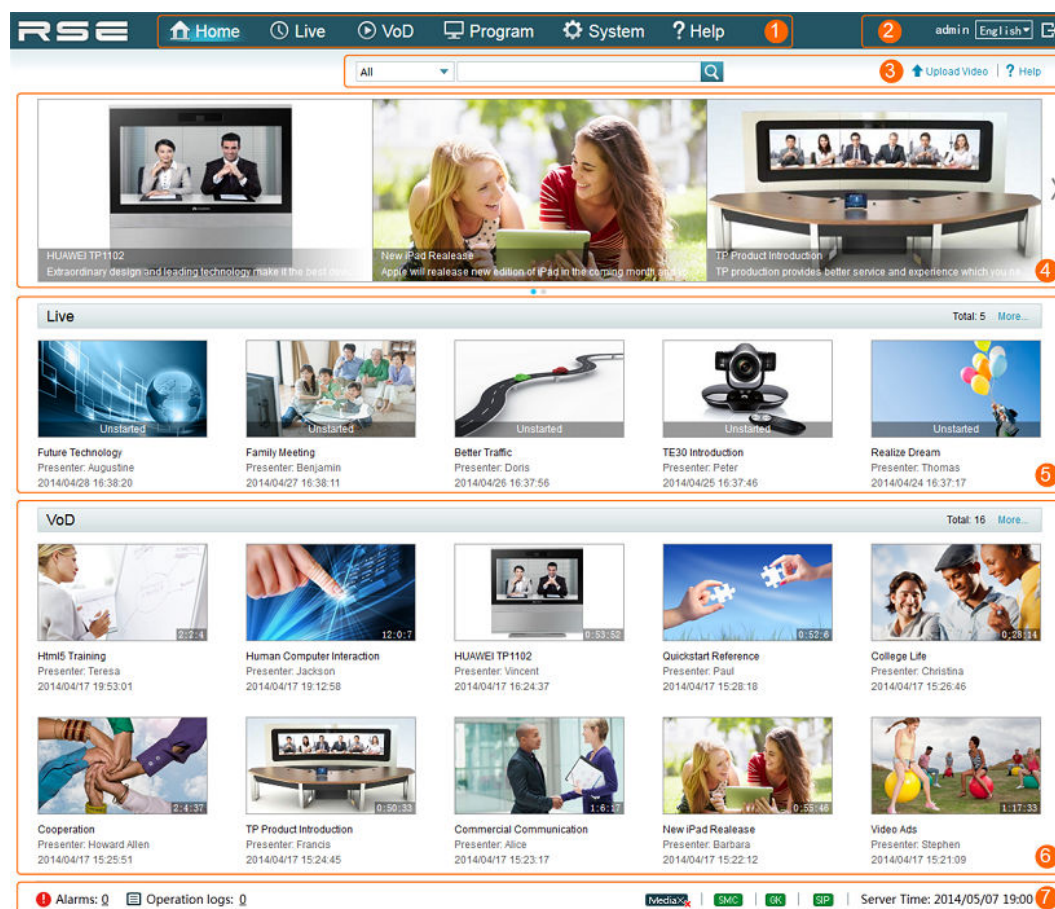 RSE Home Live VoD Program System ? Help 1 2 admin English
All 3 Upload Video | ? Help
HUAWEI TP1102
Extraordinary design and leading technology make it the best
New iPad Realease
Apple will realease new edition of iPad in the coming month
TP Product Introduction
TP production provides better service and experience which you
4
Live Total: 5 More...
Unstarted Unstarted Unstarted Unstarted Unstarted
Future Technology Family Meeting Better Traffic TE30 Introduction Realize Dream
Presenter: Augustine Presenter: Benjamin Presenter: Doris Presenter: Peter Presenter: Thomas
2014/04/28 16:38:20 2014/04/27 16:38:11 2014/04/26 16:37:56 2014/04/25 16:37:46 2014/04/24 16:37:17
5
VoD Total: 16 More...
2:2:4 12:0:7 0:53:52 0:52:6 0:28:14
Html5 Training Human Computer Interaction HUAWEI TP1102 Quickstart Reference College Life
Presenter: Teresa Presenter: Jackson Presenter: Vincent Presenter: Paul Presenter: Christina
2014/04/17 19:53:01 2014/04/17 19:12:58 2014/04/17 16:24:37 2014/04/17 15:28:18 2014/04/17 15:26:46
2:4:37 0:50:33 1:6:17 0:55:46 1:17:33
Cooperation TP Product Introduction Commercial Communication New iPad Realease Video Ads
Presenter: Howard Allen Presenter: Francis Presenter: Alice Presenter: Barbara Presenter: Stephen
2014/04/17 15:25:51 2014/04/17 15:24:45 2014/04/17 15:23:17 2014/04/17 15:22:12 2014/04/17 15:21:09
6
Alarms: 0 Operation logs: 0 MediaX | SMC | GK | SIP | Server Time: 2014/05/07 19:00 7